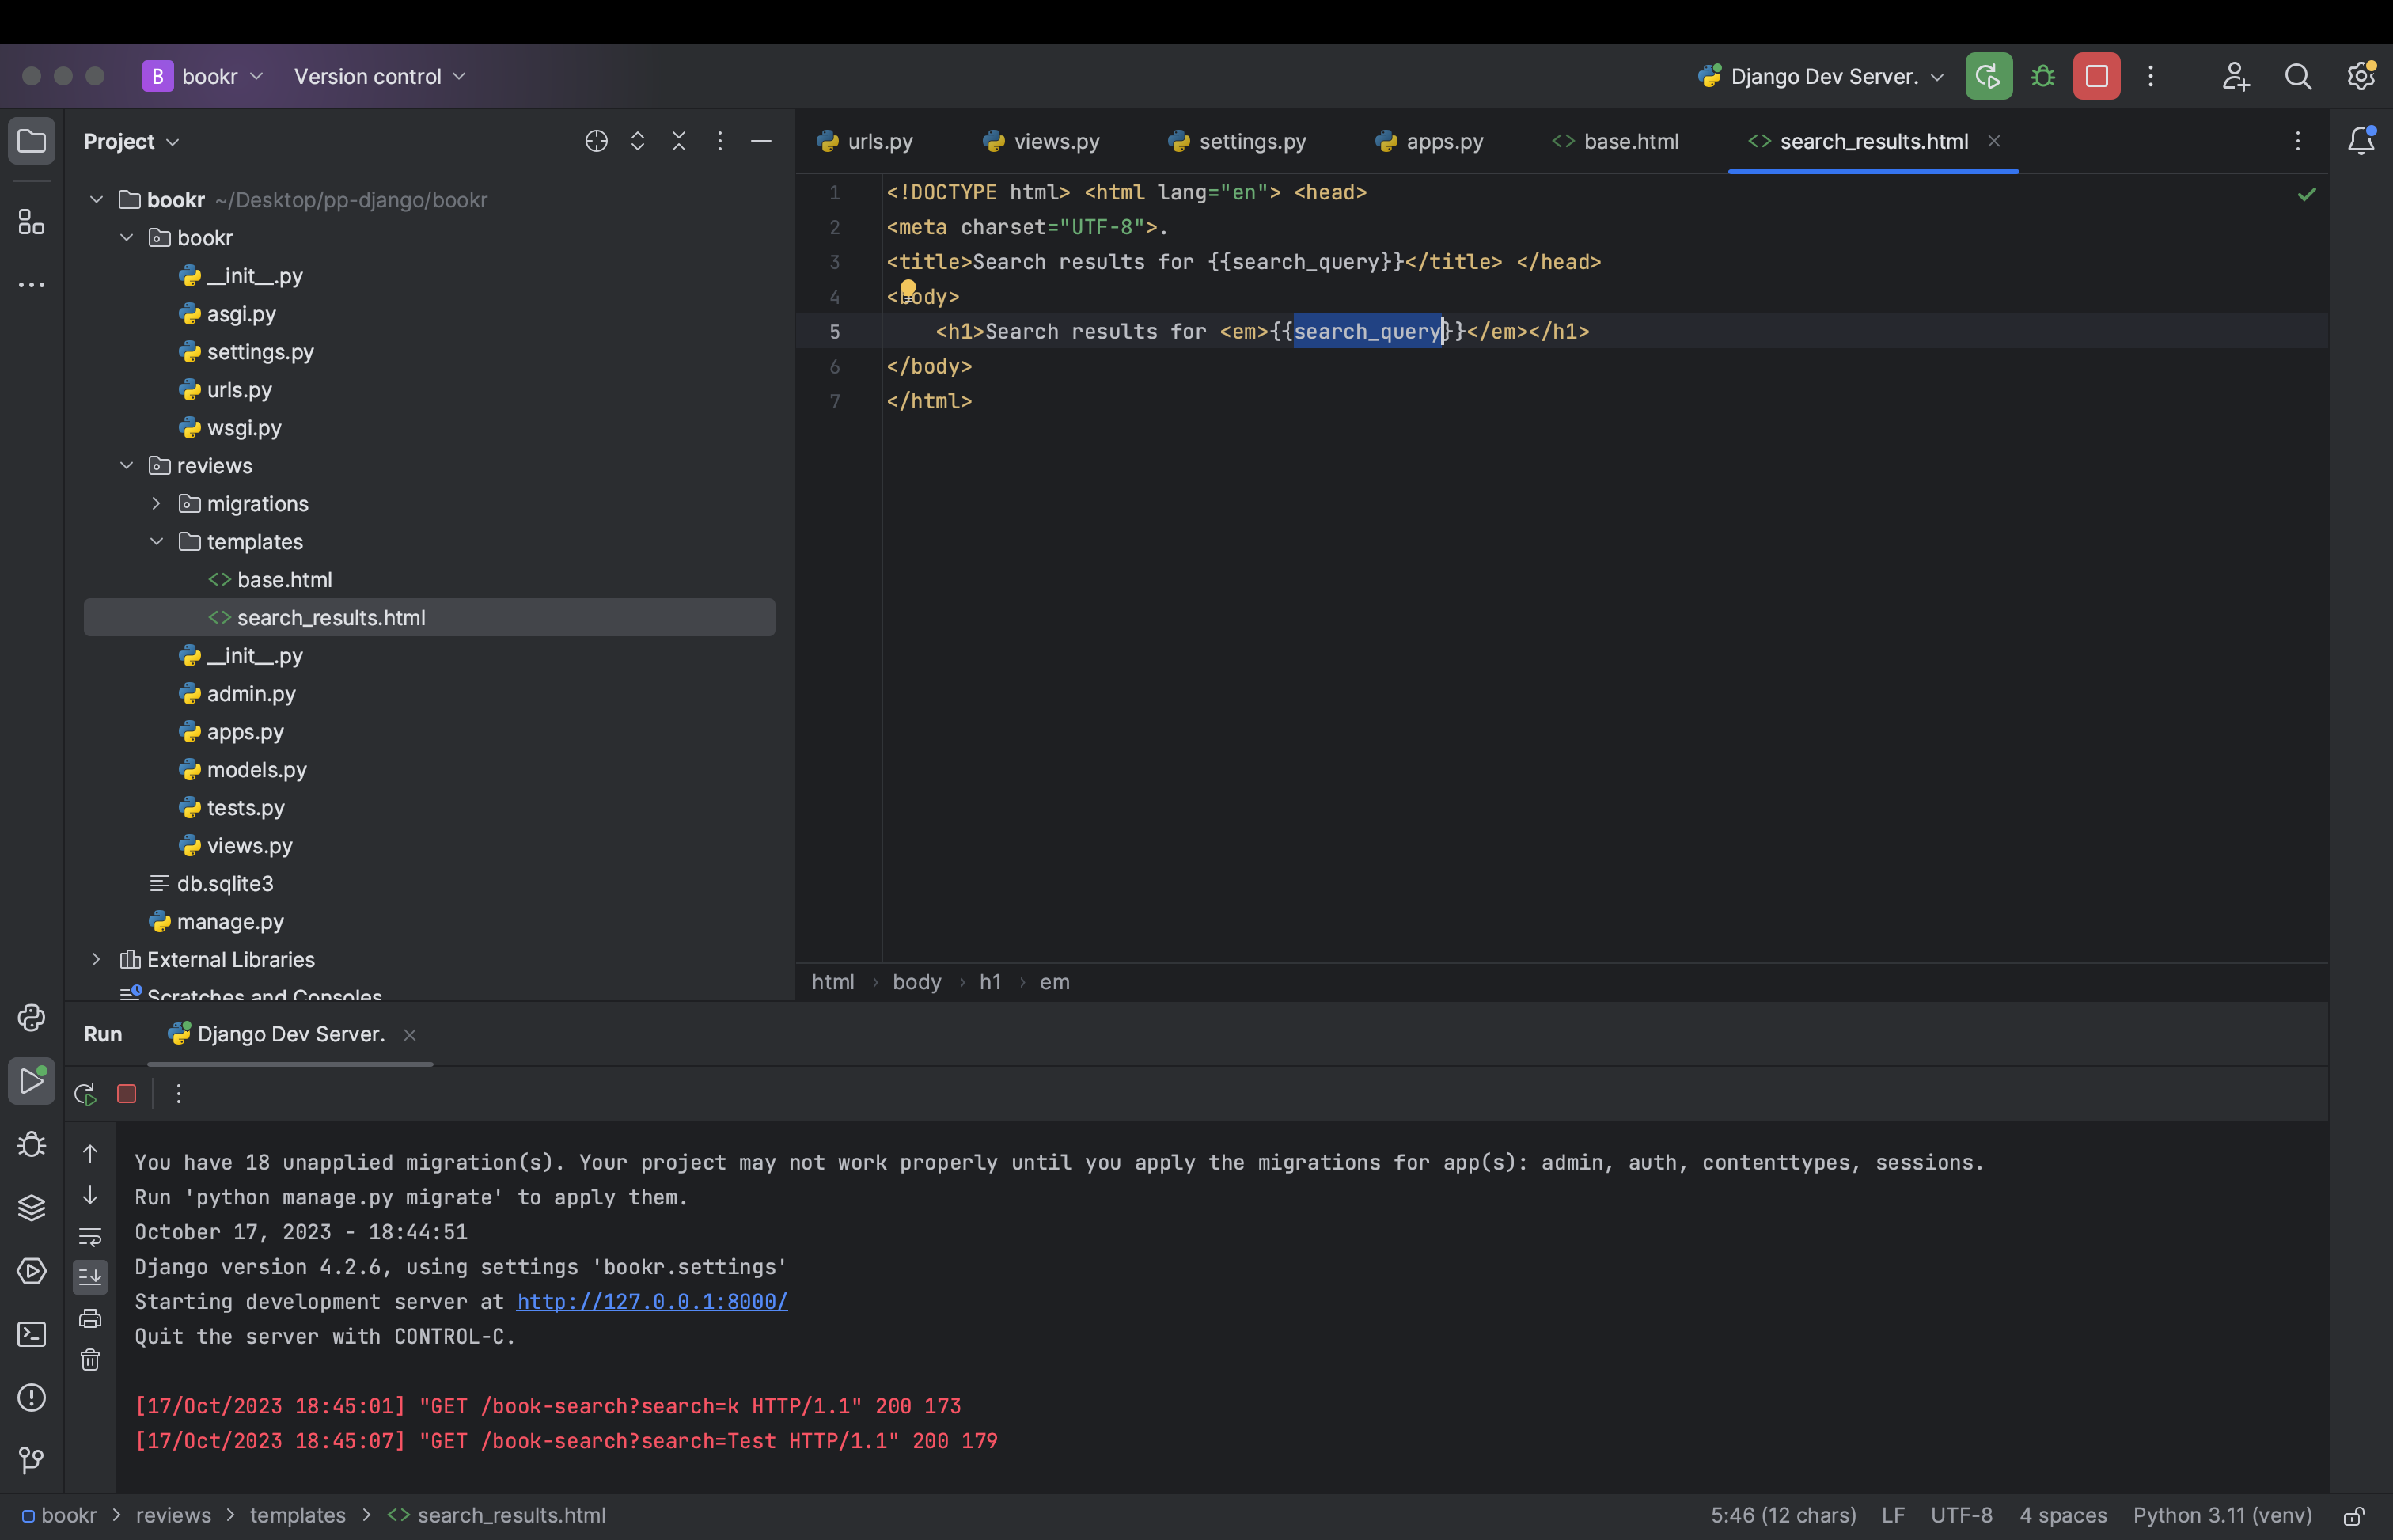 B bookr Version control Django Dev Server.
Project
bookr ~/Desktop/pp-django/bookr
bookr
__init__.py
asgi.py
settings.py
urls.py
wsgi.py
reviews
migrations
templates
base.html
search_results.html
__init__.py
admin.py
apps.py
models.py
tests.py
views.py
db.sqlite3
manage.py
External Libraries
Scratches and Consoles
urls.py views.py settings.py apps.py base.html search_results.html
1 <!DOCTYPE html> <html lang="en"> <head>
2 <meta charset="UTF-8">.
3 <title>Search results for {{search_query}}</title> </head>
4 <body>
5 <h1>Search results for <em>{{search_query}}</em></h1>
6 </body>
7 </html>
html › body › h1 › em
Run Django Dev Server.
You have 18 unapplied migration(s). Your project may not work properly until you apply the migrations for app(s): admin, auth, contenttypes, sessions.
Run 'python manage.py migrate' to apply them.
October 17, 2023 - 18:44:51
Django version 4.2.6, using settings 'bookr.settings'
Starting development server at http://127.0.0.1:8000/
Quit the server with CONTROL-C.
[17/Oct/2023 18:45:01] "GET /book-search?search=k HTTP/1.1" 200 173
[17/Oct/2023 18:45:07] "GET /book-search?search=Test HTTP/1.1" 200 179
bookr › reviews › templates › search_results.html 5:46 (12 chars) LF UTF-8 4 spaces Python 3.11 (venv)